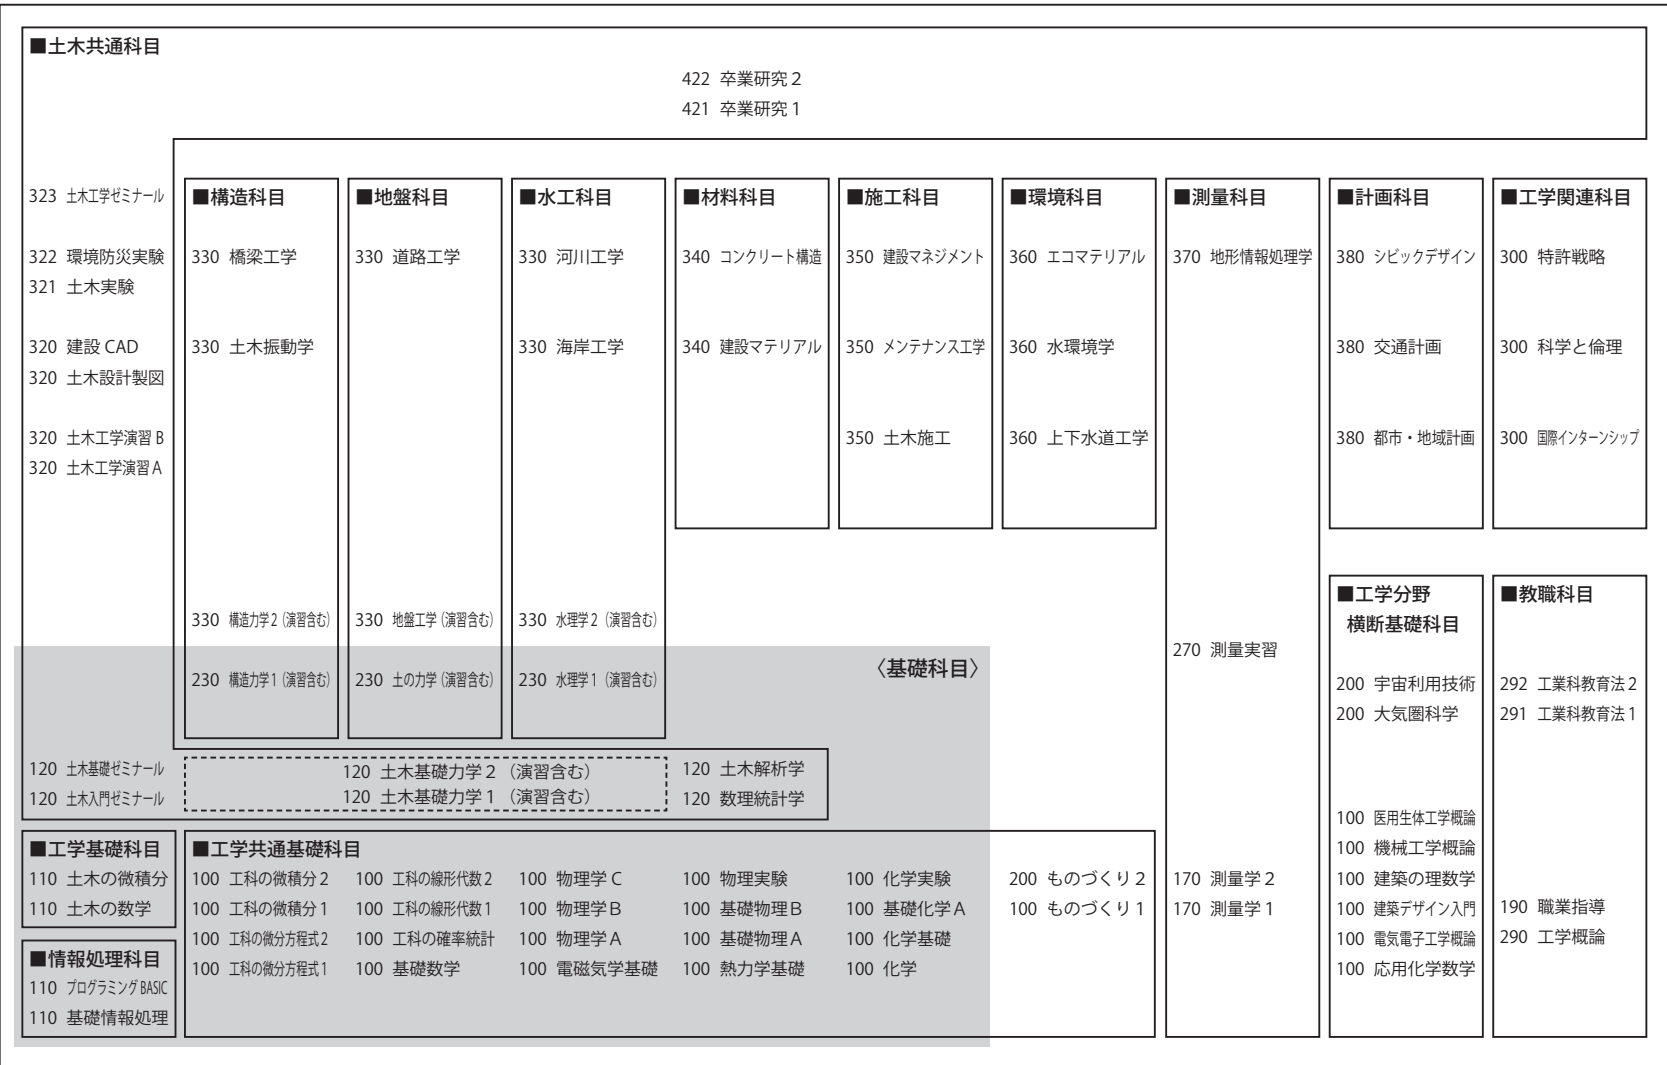 ■土木共通科目
422 卒業研究２
421 卒業研究１
323 土木工学ゼミナール
322 環境防災実験
321 土木実験
320 建設 CAD
320 土木設計製図
320 土木工学演習 B
320 土木工学演習 A
■構造科目
330 橋梁工学
330 土木振動学
330 構造力学２(演習含む)
230 構造力学１(演習含む)
■地盤科目
330 道路工学
330 地盤工学 (演習含む)
230 土の力学 (演習含む)
■水工科目
330 河川工学
330 海岸工学
330 水理学２(演習含む)
230 水理学１(演習含む)
■材料科目
340 コンクリート構造
340 建設マテリアル
■施工科目
350 建設マネジメント
350 メンテナンス工学
350 土木施工
■環境科目
360 エコマテリアル
360 水環境学
360 上下水道工学
■測量科目
370 地形情報処理学
270 測量実習
170 測量学２
170 測量学１
■計画科目
380 シビックデザイン
380 交通計画
380 都市・地域計画
■工学関連科目
300 特許戦略
300 科学と倫理
300 国際インターンシップ
〈基礎科目〉
120 土木基礎ゼミナール
120 土木入門ゼミナール
120 土木基礎力学２（演習含む）
120 土木基礎力学１（演習含む）
120 土木解析学
120 数理統計学
■工学基礎科目
110 土木の微積分
110 土木の数学
■情報処理科目
110 プログラミング BASIC
110 基礎情報処理
■工学共通基礎科目
100 工科の微積分２
100 工科の微積分１
100 工科の微分方程式２
100 工科の微分方程式１
100 工科の線形代数２
100 工科の線形代数１
100 工科の確率統計
100 基礎数学
100 物理学 C
100 物理学 B
100 物理学 A
100 電磁気学基礎
100 物理実験
100 基礎物理 B
100 基礎物理 A
100 熱力学基礎
100 化学実験
100 基礎化学 A
100 化学基礎
100 化学
200 ものづくり２
100 ものづくり１
■工学分野
横断基礎科目
200 宇宙利用技術
200 大気圏科学
100 医用生体工学概論
100 機械工学概論
100 建築の理数学
100 建築デザイン入門
100 電気電子工学概論
100 応用化学数学
■教職科目
292 工業科教育法２
291 工業科教育法１
190 職業指導
290 工学概論